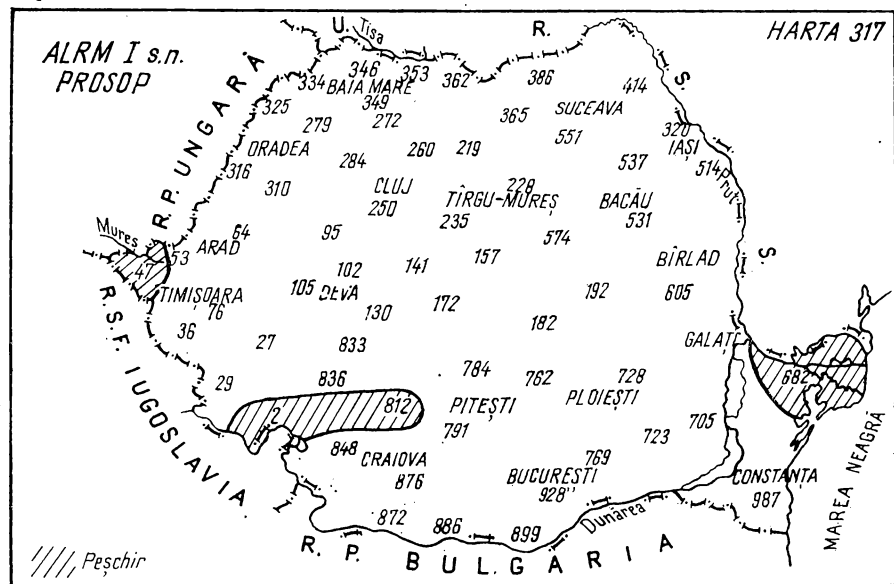 ALRM I s.n.
PROSOP
HARTA 317
U. R. S. S.
Tisa
R.P. UNGARĂ
334 346 353 362 386 414
BAIA MARE
325 349 365 SUCEAVA
279 272 551 320
ORADEA 260 219 IAȘI
316 284 537 514 Prut
310 CLUJ 228
250 TÎRGU-MUREȘ BACĂU
235 531
Mureș 64 95 574
53 ARAD 157 BÎRLAD
47 102 141
TIMIȘOARA 105 DEVA 192 605
76 130 172
36 182
27 833 GALAȚI
784
29 836 762 728 682
812 PITEȘTI PLOIEȘTI
2 791 705
848 723
CRAIOVA 769
876 BUCUREȘTI CONSTANȚA
928 987
872 886 899 Dunărea
R.S.F. IUGOSLAVIA
R. P. BULGARIA
MAREA NEAGRĂ
Peșchir